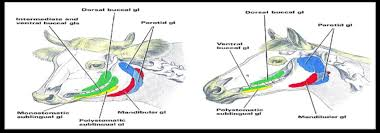 Dorsal buccal gl
Parotid gl
Intermediate and
ventral buccal gls
Monostomatic
sublingual gl
Polystomatic
sublingual gl
Mandibular gl
Dorsal buccal gl
Parotid gl
Ventral
buccal gl
Polystomatic
sublingual gl
Mandibular gl